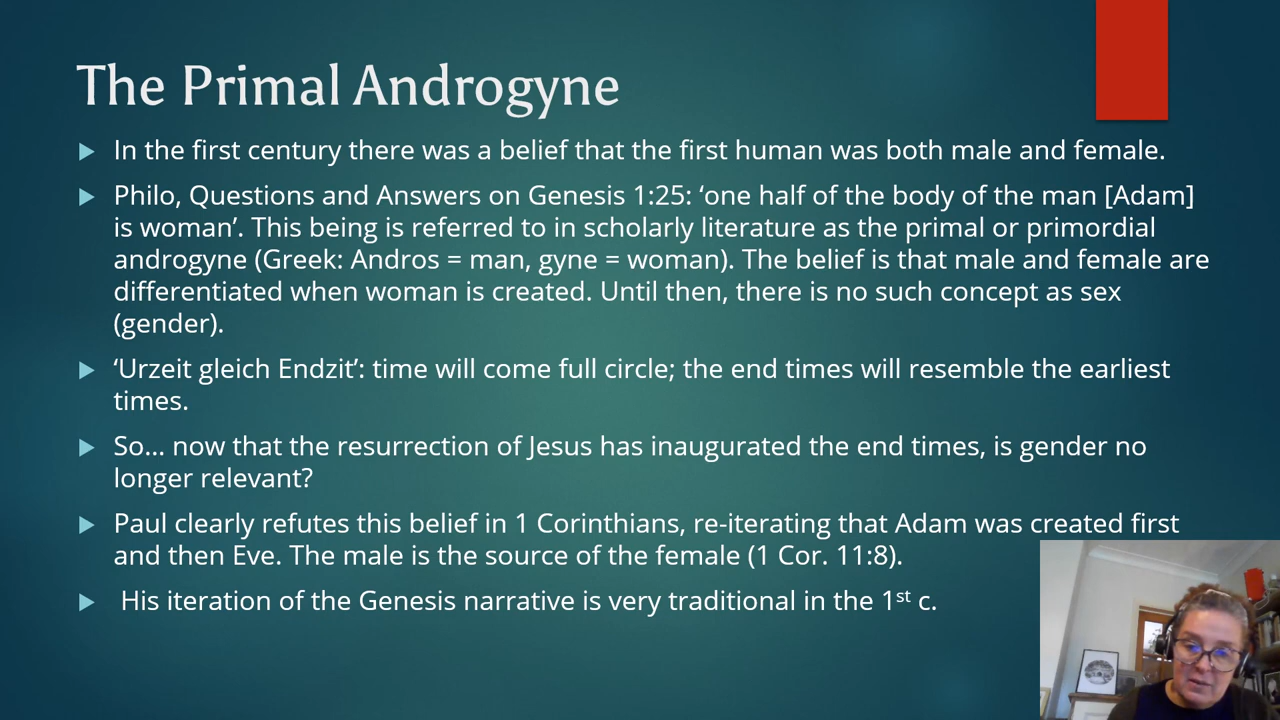 The Primal Androgyne
In the first century there was a belief that the first human was both male and female.
Philo, Questions and Answers on Genesis 1:25: ‘one half of the body of the man [Adam]
is woman’. This being is referred to in scholarly literature as the primal or primordial
androgyne (Greek: Andros = man, gyne = woman). The belief is that male and female are
differentiated when woman is created. Until then, there is no such concept as sex
(gender).
‘Urzeit gleich Endzit’: time will come full circle; the end times will resemble the earliest
times.
So… now that the resurrection of Jesus has inaugurated the end times, is gender no
longer relevant?
Paul clearly refutes this belief in 1 Corinthians, re-iterating that Adam was created first
and then Eve. The male is the source of the female (1 Cor. 11:8).
His iteration of the Genesis narrative is very traditional in the 1st c.